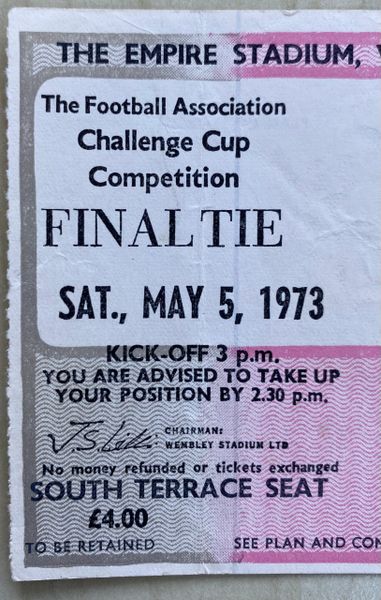 THE EMPIRE STADIUM,
The Football Association
Challenge Cup
Competition
FINAL TIE
SAT., MAY 5, 1973
KICK-OFF 3 p.m.
YOU ARE ADVISED TO TAKE UP
YOUR POSITION BY 2.30 p.m.
CHAIRMAN:
WEMBLEY STADIUM LTD
No money refunded or tickets exchanged
SOUTH TERRACE SEAT
£4.00
TO BE RETAINED SEE PLAN AND CON